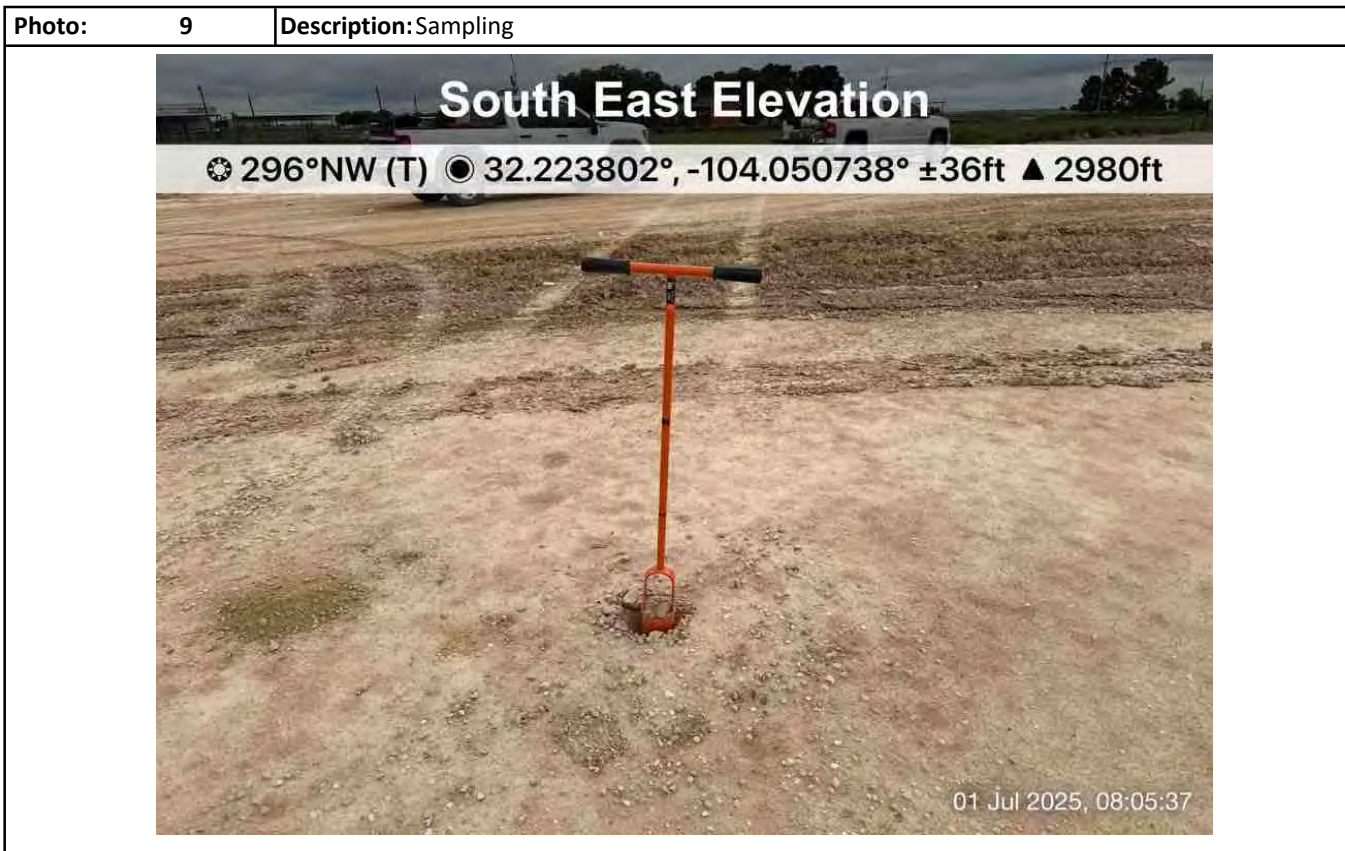 Photo: 9 Description: Sampling
South East Elevation
296°NW (T) 32.223802°, -104.050738° ±36ft ▲ 2980ft
01 Jul 2025, 08:05:37